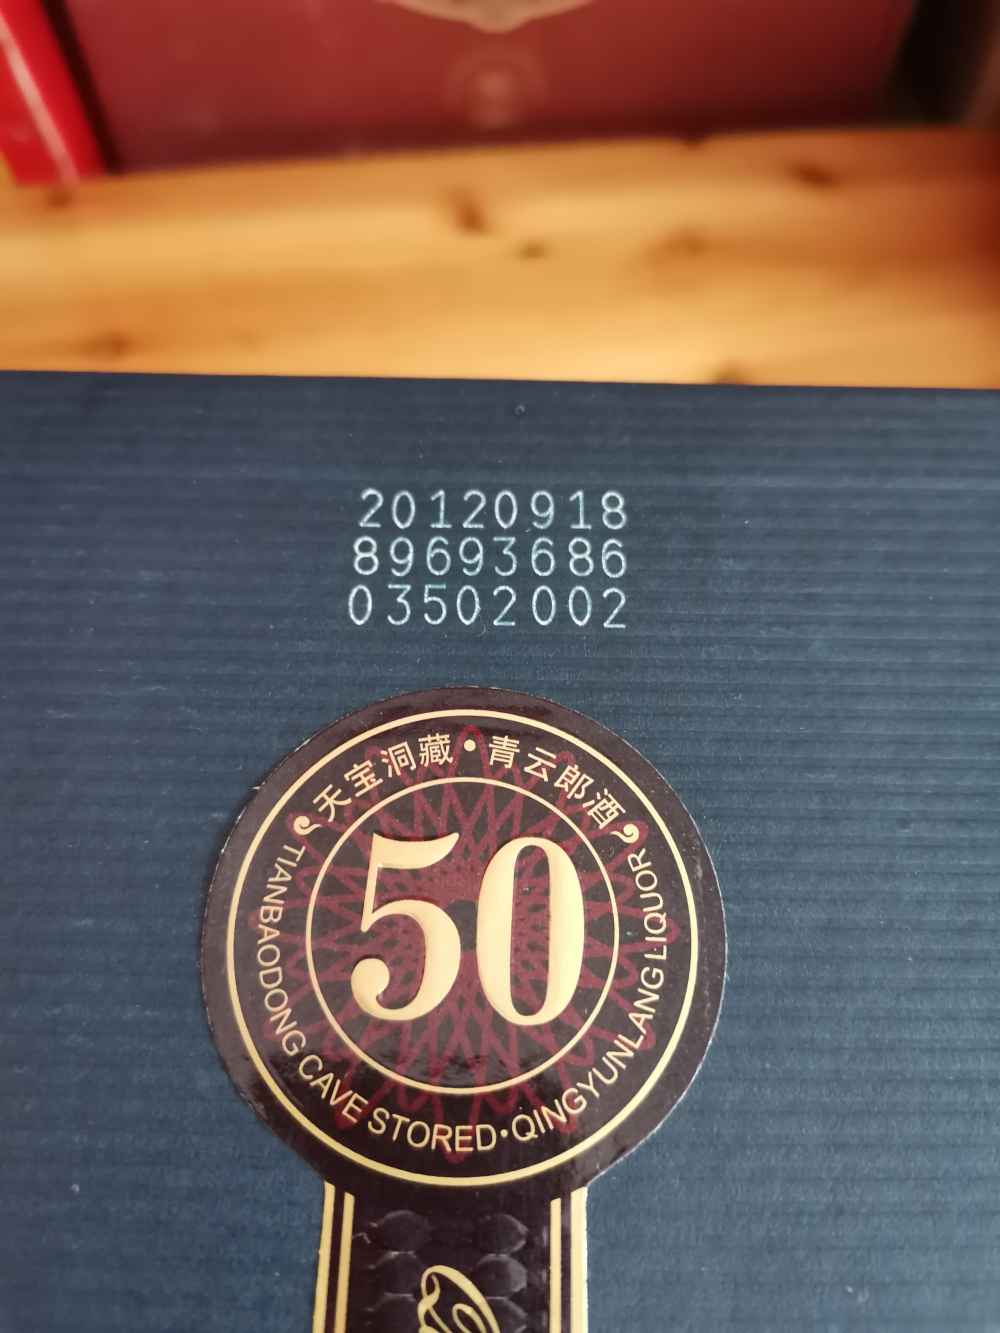 20120918
89693686
03502002
天宝洞藏·青云郎酒
50
TIANBAODONG CAVE STORED·QINGYUNLANG LIQUOR